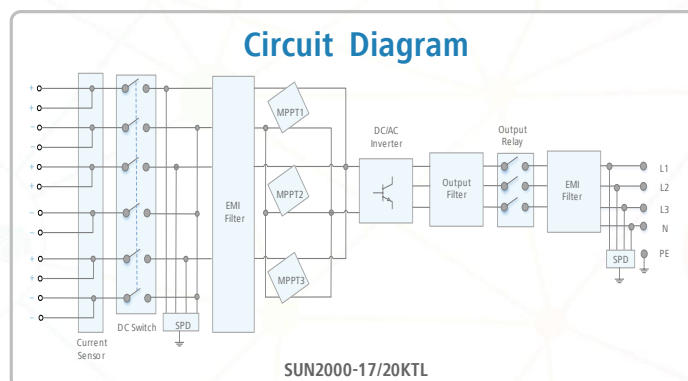 Circuit Diagram
+
+
−
−
+
+
−
−
+
+
−
−
Current
Sensor
DC Switch
SPD
EMI
Filter
MPPT1
MPPT2
MPPT3
DC/AC
Inverter
Output
Filter
Output
Relay
EMI
Filter
SPD
L1
L2
L3
N
PE
SUN2000-17/20KTL